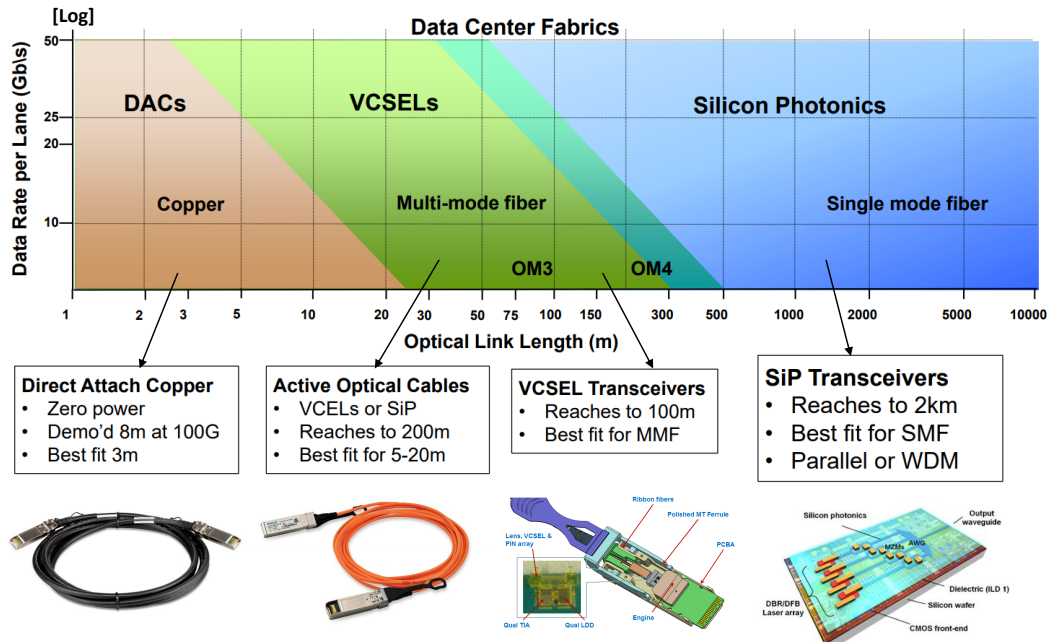 [Log]
Data Center Fabrics
Data Rate per Lane (Gb\s)
50
25
20
10
DACs
VCSELs
Silicon Photonics
Copper
Multi-mode fiber
Single mode fiber
OM3
OM4
1 2 3 5 10 20 30 50 75 100 150 300 500 1000 2000 5000 10000
Optical Link Length (m)
Direct Attach Copper
• Zero power
• Demo'd 8m at 100G
• Best fit 3m
Active Optical Cables
• VCELs or SiP
• Reaches to 200m
• Best fit for 5-20m
VCSEL Transceivers
• Reaches to 100m
• Best fit for MMF
SiP Transceivers
• Reaches to 2km
• Best fit for SMF
• Parallel or WDM
Ribbon fibers
Polished MT Ferrule
Lens, VCSEL &
PIN array
PCBA
Qual TIA
Qual LDD
Engine
Silicon photonics
Output
waveguide
MZMs
AWG
Dielectric (ILD 1)
Silicon wafer
DBR/DFB
Laser array
CMOS front-end